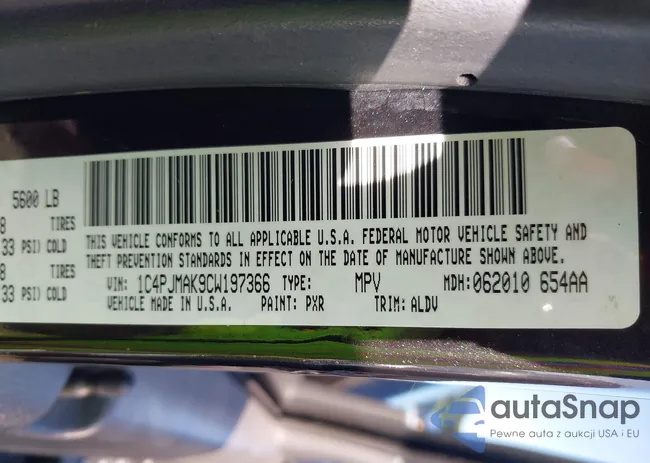 5600 LB
8 TIRES
33 PSI) COLD
8 TIRES
33 PSI) COLD
THIS VEHICLE CONFORMS TO ALL APPLICABLE U.S.A. FEDERAL MOTOR VEHICLE SAFETY AND
THEFT PREVENTION STANDARDS IN EFFECT ON THE DATE OF MANUFACTURE SHOWN ABOVE.
VIN: 1C4PJMAK9CW197366 TYPE: MPV MDH:062010 654AA
VEHICLE MADE IN U.S.A. PAINT: PXR TRIM: ALDV
autaSnap
Pewne auta z aukcji USA i EU